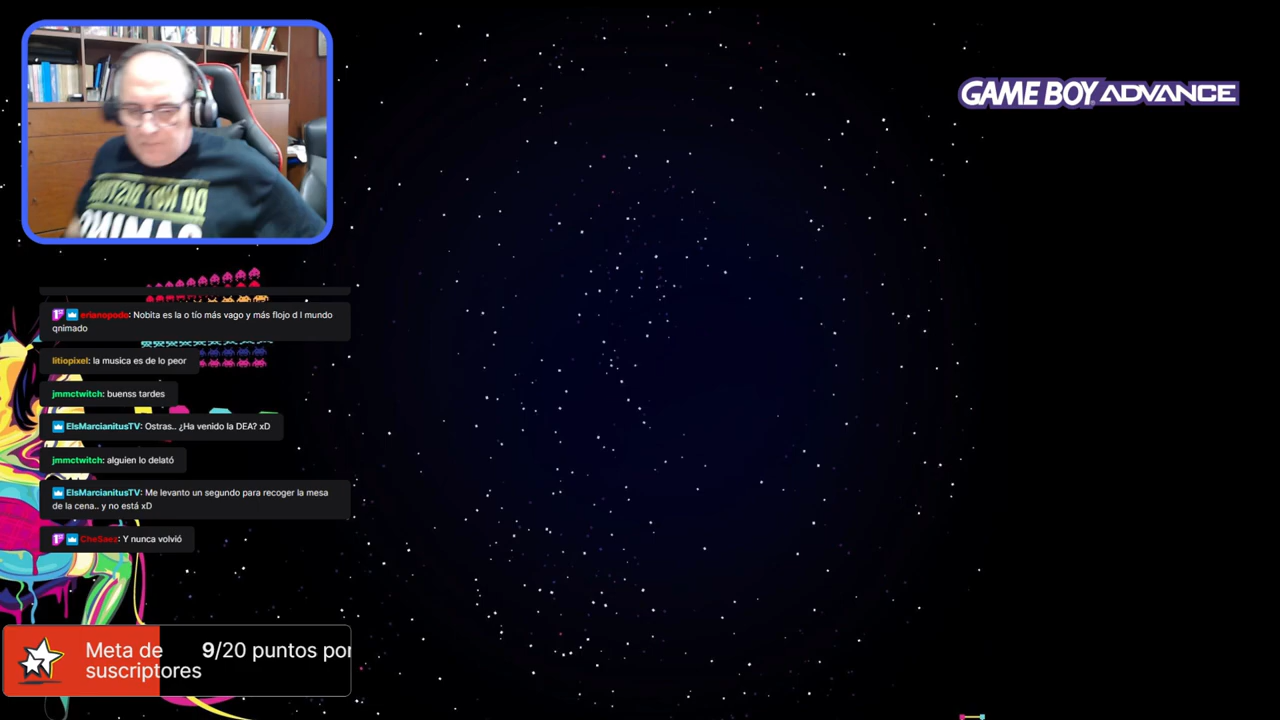 GAME BOY ADVANCE
erianopodo: Nobita es la o tío más vago y más flojo d l mundo
qnimado
litiopixel: la musica es de lo peor
jmmctwitch: buenss tardes
ElsMarcianitusTV: Ostras.. ¿Ha venido la DEA? xD
jmmctwitch: alguien lo delató
ElsMarcianitusTV: Me levanto un segundo para recoger la mesa
de la cena.. y no está xD
CheSaez: Y nunca volvió
Meta de
suscriptores
9/20 puntos por